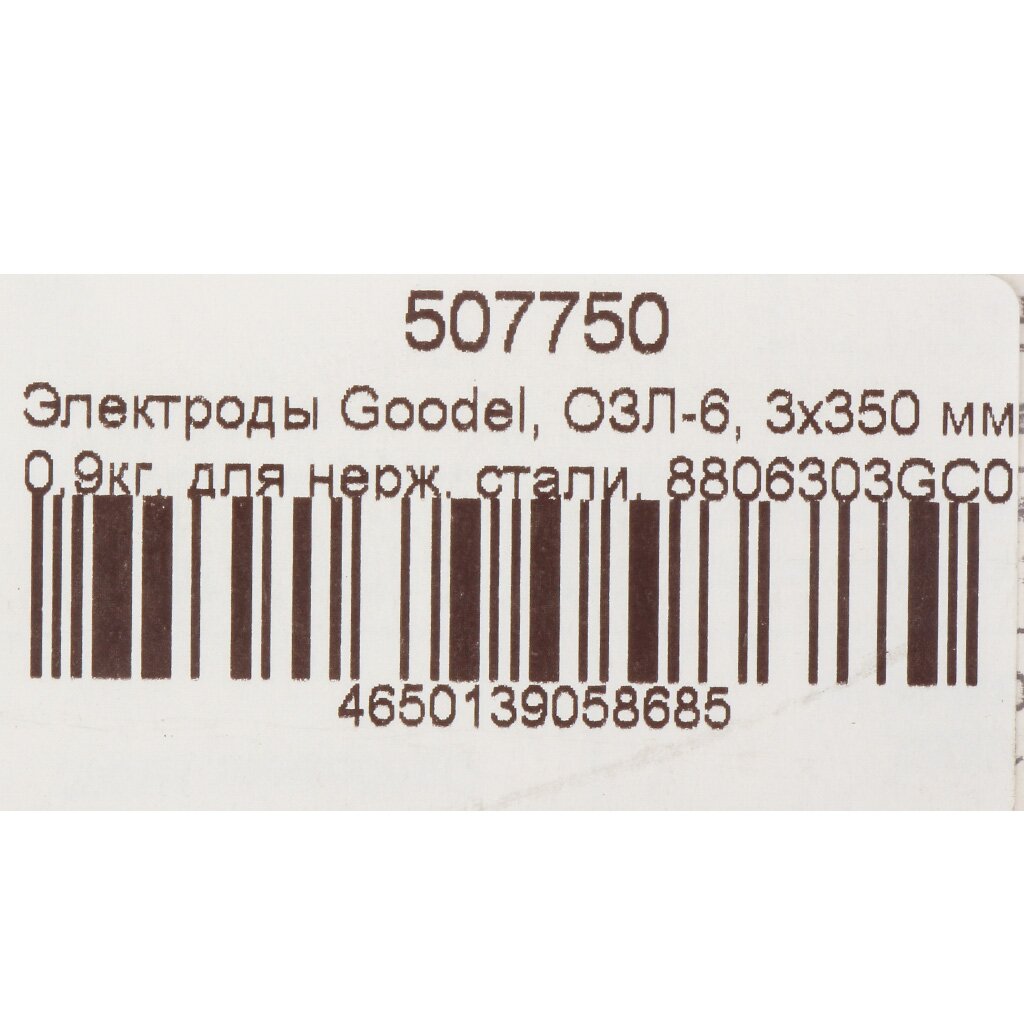 507750
Электроды Goodel, ОЗЛ-6, 3х350 мм
0,9кг, для нерж. стали, 8806303GC0
4650139058685